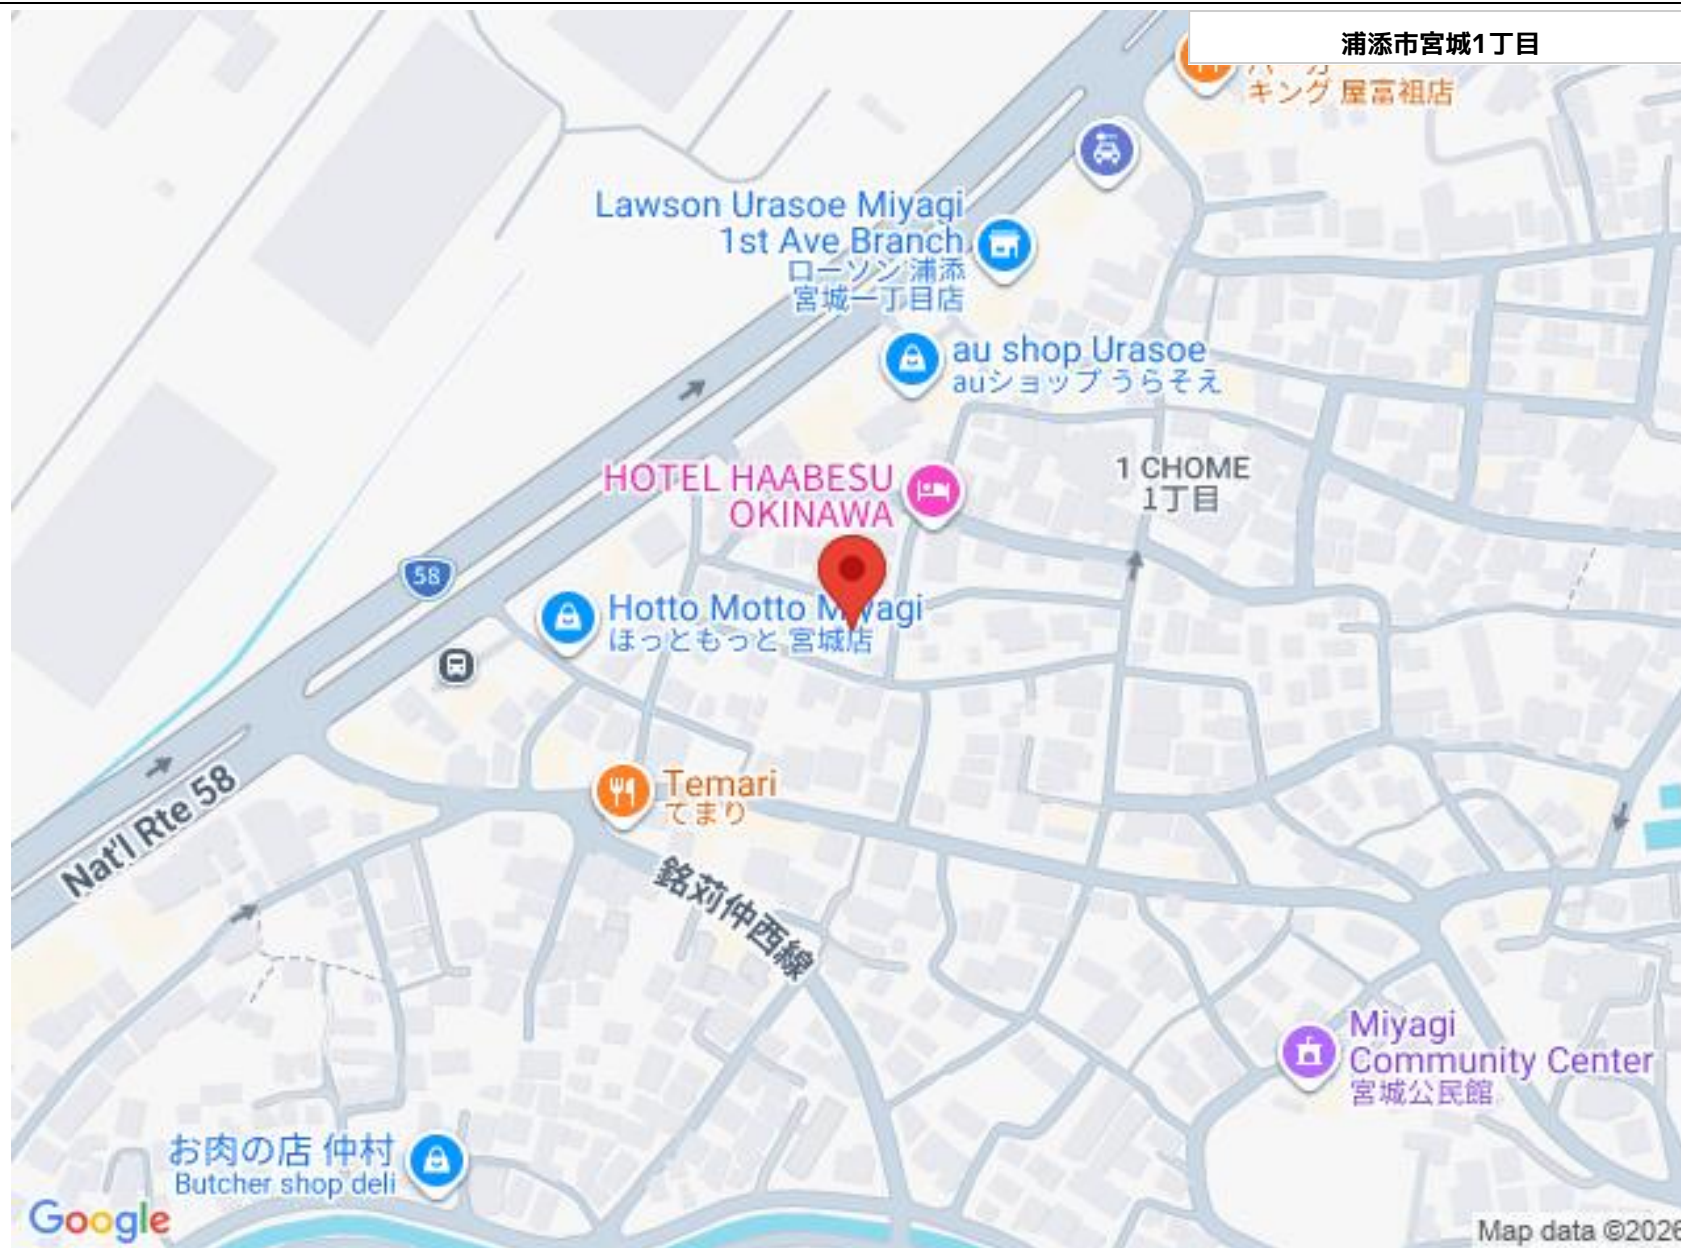 浦添市宮城1丁目
キング 屋富祖店
Lawson Urasoe Miyagi
1st Ave Branch
ローソン 浦添
宮城一丁目店
au shop Urasoe
auショップ うらそえ
HOTEL HAABESU
OKINAWA
1 CHOME
1丁目
58
Hotto Motto Miyagi
ほっともっと 宮城店
Temari
てまり
Nat'l Rte 58
銘苅仲西線
Miyagi
Community Center
宮城公民館
お肉の店 仲村
Butcher shop deli
Google
Map data ©2026